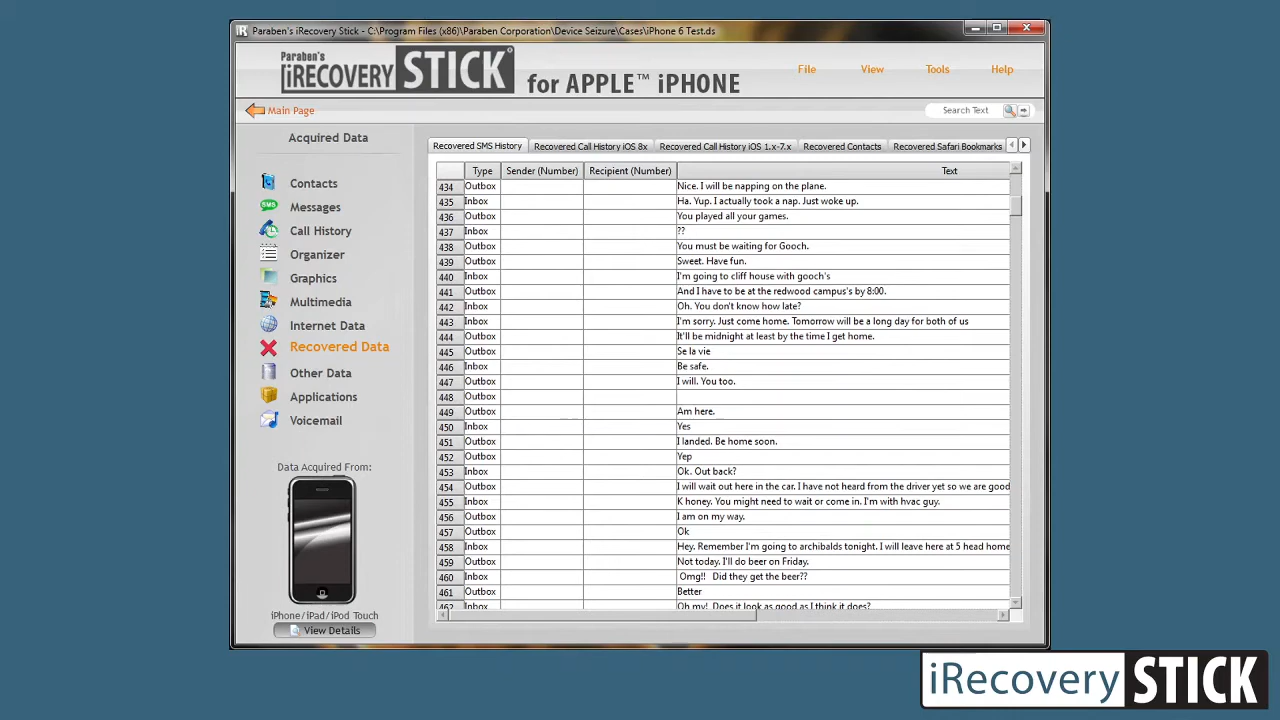 Paraben's iRecovery Stick - C:\Program Files (x86)\Paraben Corporation\Device Seizure\Cases\iPhone 6 Test.ds
Paraben's
iRECOVERY STICK® for APPLE™ iPHONE
File View Tools Help
Main Page
Search Text
Acquired Data
Contacts
Messages
Call History
Organizer
Graphics
Multimedia
Internet Data
Recovered Data
Other Data
Applications
Voicemail
Data Acquired From:
iPhone/iPad/iPod Touch
View Details
Recovered SMS History Recovered Call History iOS 8x Recovered Call History iOS 1.x-7.x Recovered Contacts Recovered Safari Bookmarks
Type Sender (Number) Recipient (Number) Text
434 Outbox Nice. I will be napping on the plane.
435 Inbox Ha. Yup. I actually took a nap. Just woke up.
436 Outbox You played all your games.
437 Inbox ??
438 Outbox You must be waiting for Gooch.
439 Outbox Sweet. Have fun.
440 Inbox I'm going to cliff house with gooch's
441 Outbox And I have to be at the redwood campus's by 8:00.
442 Inbox Oh. You don't know how late?
443 Inbox I'm sorry. Just come home. Tomorrow will be a long day for both of us
444 Outbox It'll be midnight at least by the time I get home.
445 Outbox Se la vie
446 Inbox Be safe.
447 Outbox I will. You too.
448 Outbox
449 Outbox Am here.
450 Inbox Yes
451 Outbox I landed. Be home soon.
452 Outbox Yep
453 Inbox Ok. Out back?
454 Outbox I will wait out here in the car. I have not heard from the driver yet so we are good
455 Inbox K honey. You might need to wait or come in. I'm with hvac guy.
456 Outbox I am on my way.
457 Outbox Ok
458 Inbox Hey. Remember I'm going to archibalds tonight. I will leave here at 5 head home
459 Outbox Not today. I'll do beer on Friday.
460 Inbox Omg!! Did they get the beer??
461 Outbox Better
462 Inbox Oh my! Does it look as good as I think it does?
iRecovery STICK